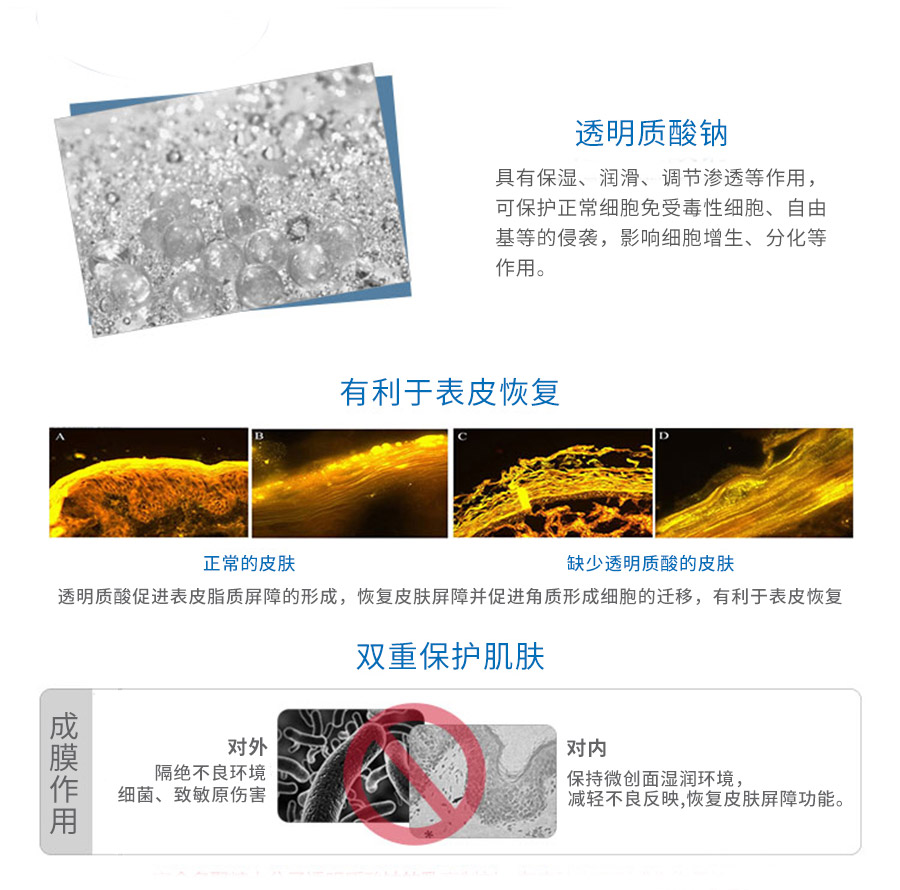 透明质酸钠
具有保湿、润滑、调节渗透等作用，
可保护正常细胞免受毒性细胞、自由
基等的侵袭，影响细胞增生、分化等
作用。
有利于表皮恢复
A
B
C
D
正常的皮肤
缺少透明质酸的皮肤
透明质酸促进表皮脂质屏障的形成，恢复皮肤屏障并促进角质形成细胞的迁移，有利于表皮恢复
双重保护肌肤
成膜作用
对外
隔绝不良环境
细菌、致敏原伤害
*
对内
保持微创面湿润环境，
减轻不良反映,恢复皮肤屏障功能。